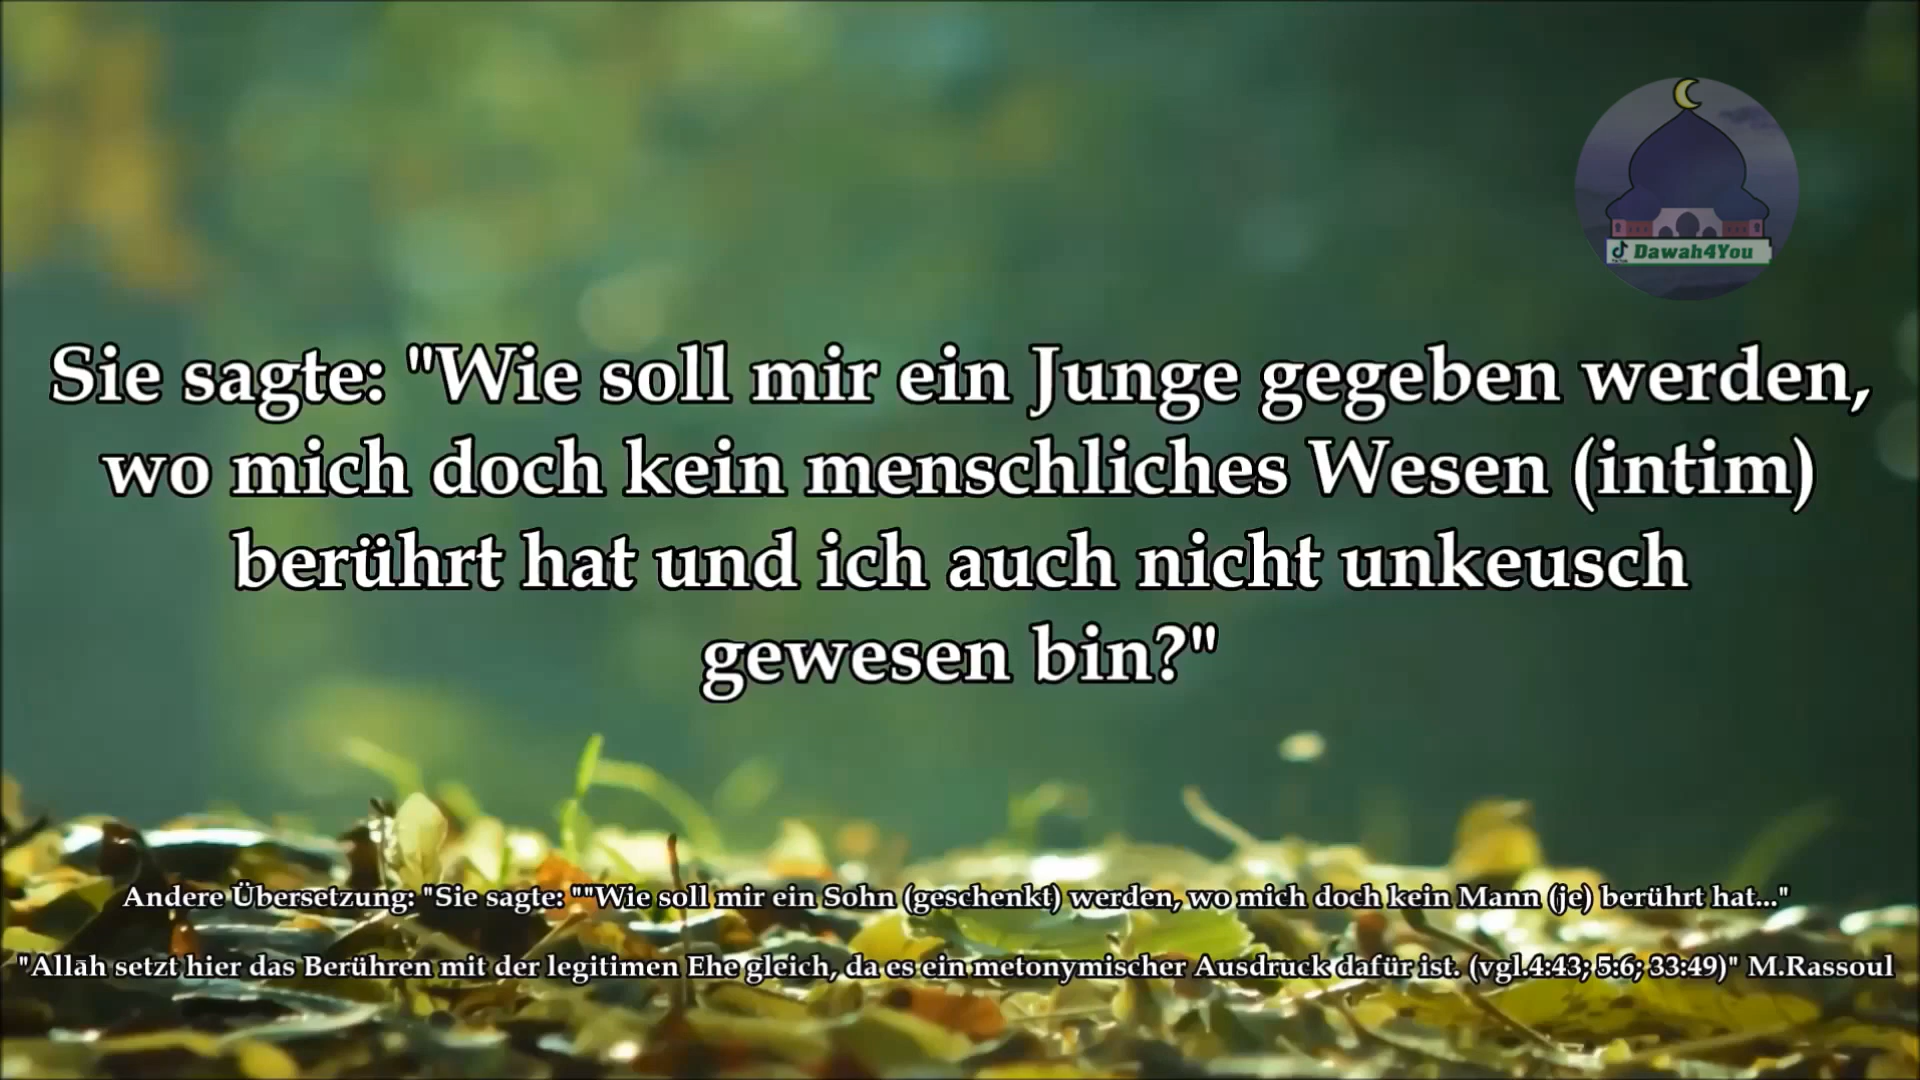 Dawah4You
Sie sagte: "Wie soll mir ein Junge gegeben werden,
wo mich doch kein menschliches Wesen (intim)
berührt hat und ich auch nicht unkeusch
gewesen bin?"
Andere Übersetzung: "Sie sagte: ""Wie soll mir ein Sohn (geschenkt) werden, wo mich doch kein Mann (je) berührt hat..."
"Allāh setzt hier das Berühren mit der legitimen Ehe gleich, da es ein metonymischer Ausdruck dafür ist. (vgl.4:43; 5:6; 33:49)" M.Rassoul